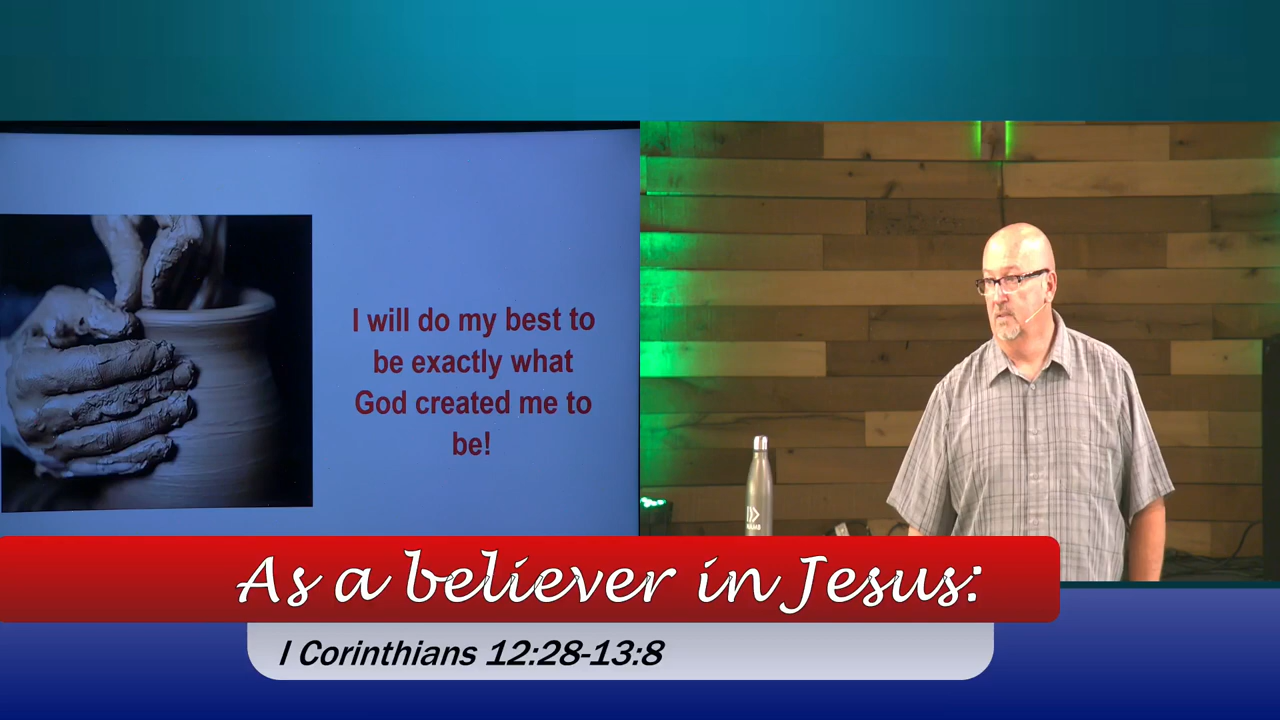 I will do my best to
be exactly what
God created me to
be!
As a believer in Jesus:
I Corinthians 12:28-13:8